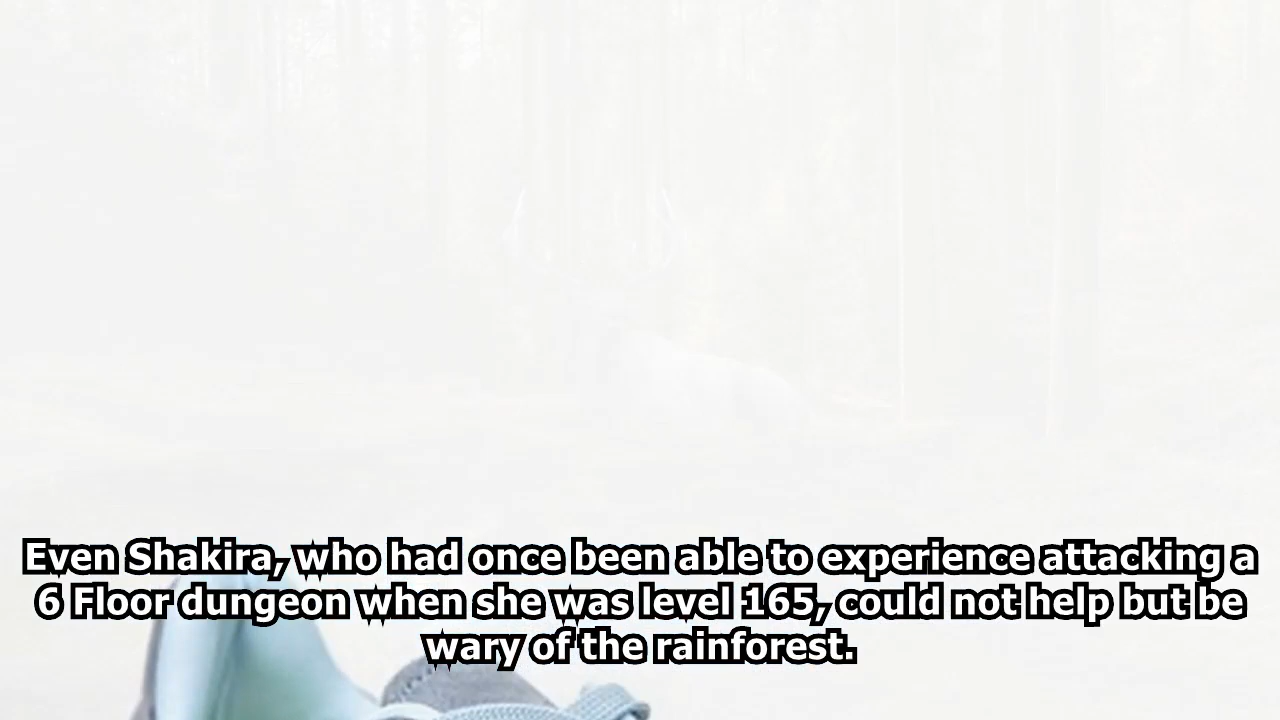 Even Shakira, who had once been able to experience attacking a
6 Floor dungeon when she was level 165, could not help but be
wary of the rainforest.